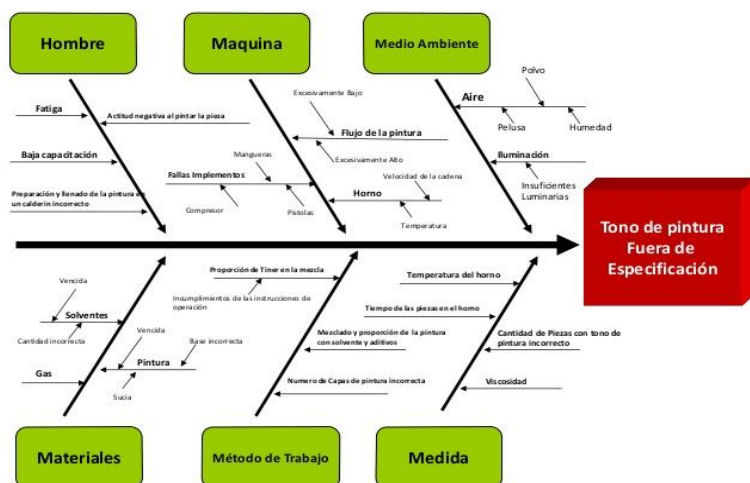 Hombre
Maquina
Medio Ambiente
Fatiga
Actitud negativa al pintar la pieza
Baja capacitación
Preparación y llenado de la pintura en
un calderin incorrecto
Excesivamente Bajo
Flujo de la pintura
Excesivamente Alto
Mangueras
Fallas Implementos
Compresor
Pistolas
Velocidad de la cadena
Horno
Temperatura
Polvo
Aire
Pelusa
Humedad
Iluminación
Insuficientes
Luminarias
Tono de pintura
Fuera de
Especificación
Vencida
Solventes
Cantidad incorrecta
Vencida
Base incorrecta
Pintura
Gas
Sucia
Proporción de Tiner en la mezcla
Incumplimientos de las instrucciones de
operación
Mezclado y proporción de la pintura
con solvente y aditivos
Numero de Capas de pintura incorrecta
Temperatura del horno
Tiempo de las piezas en el horno
Cantidad de Piezas con tono de
pintura incorrecto
Viscosidad
Materiales
Método de Trabajo
Medida